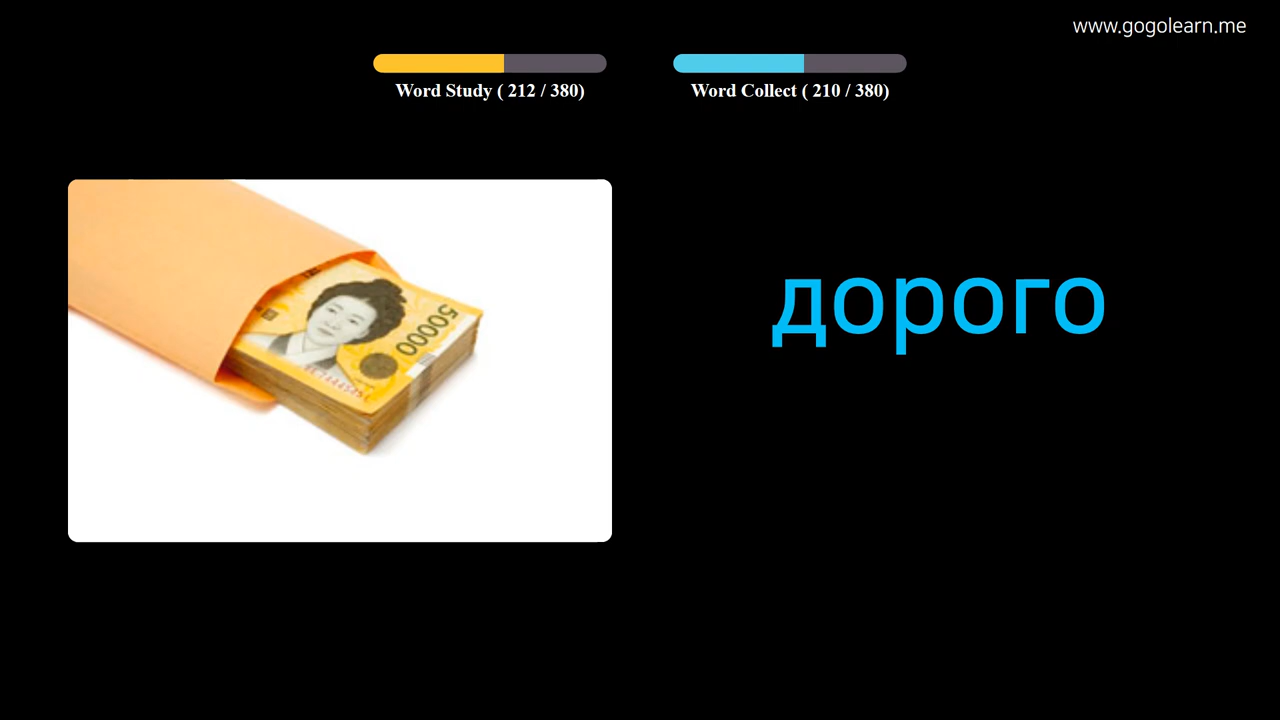 www.gogolearn.me
Word Study ( 212 / 380)
Word Collect ( 210 / 380)
дорого
50000